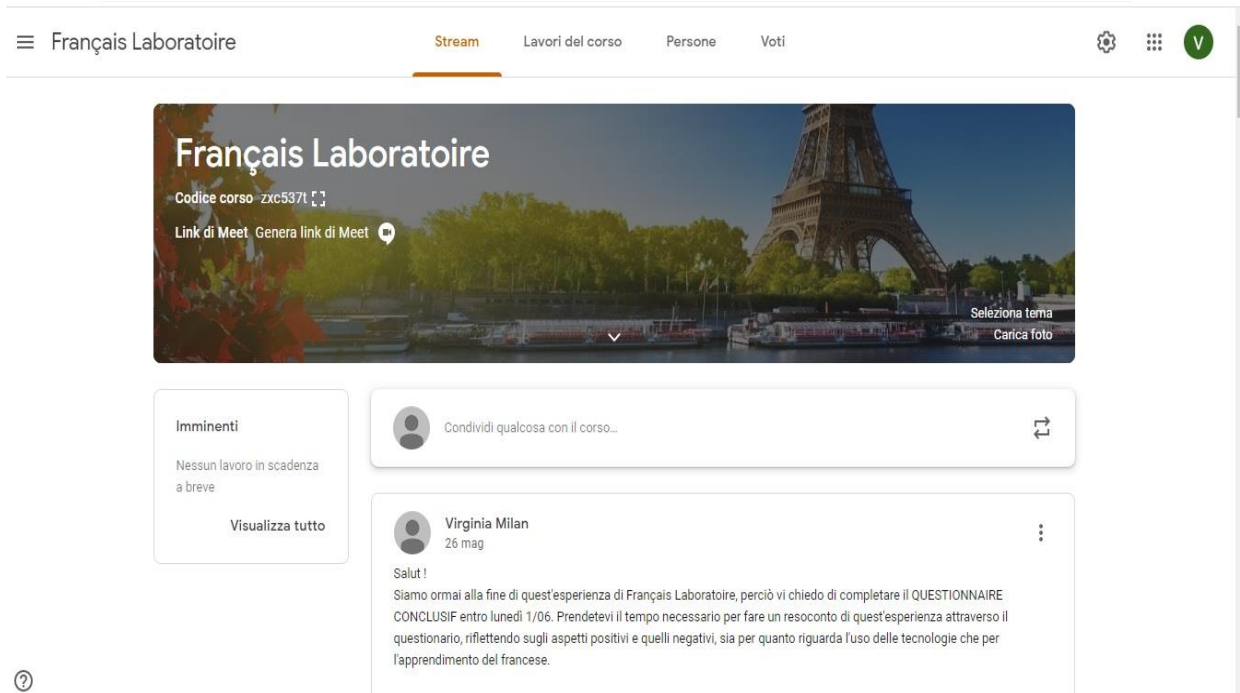 Français Laboratoire
Stream
Lavori del corso
Persone
Voti
V
Français Laboratoire
Codice corso zxc537t
Link di Meet Genera link di Meet
Seleziona tema
Carica foto
Imminenti
Nessun lavoro in scadenza
a breve
Visualizza tutto
Condividi qualcosa con il corso...
Virginia Milan
26 mag
Salut !
Siamo ormai alla fine di quest'esperienza di Français Laboratoire, perciò vi chiedo di completare il QUESTIONNAIRE
CONCLUSIF entro lunedì 1/06. Prendetevi il tempo necessario per fare un resoconto di quest'esperienza attraverso il
questionario, riflettendo sugli aspetti positivi e quelli negativi, sia per quanto riguarda l'uso delle tecnologie che per
l'apprendimento del francese.